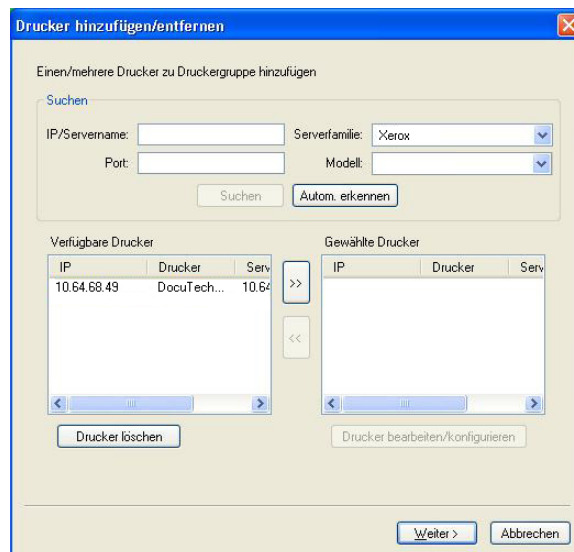 Drucker hinzufügen/entfernen
Einen/mehrere Drucker zu Druckergruppe hinzufügen
Suchen
IP/Servername: Serverfamilie: Xerox
Port: Modell:
Suchen Autom. erkennen
Verfügbare Drucker Gewählte Drucker
IP Drucker Serv IP Drucker Serv
10.64.68.49 DocuTech... 10.64 >>
<<
Drucker löschen Drucker bearbeiten/konfigurieren
Weiter > Abbrechen